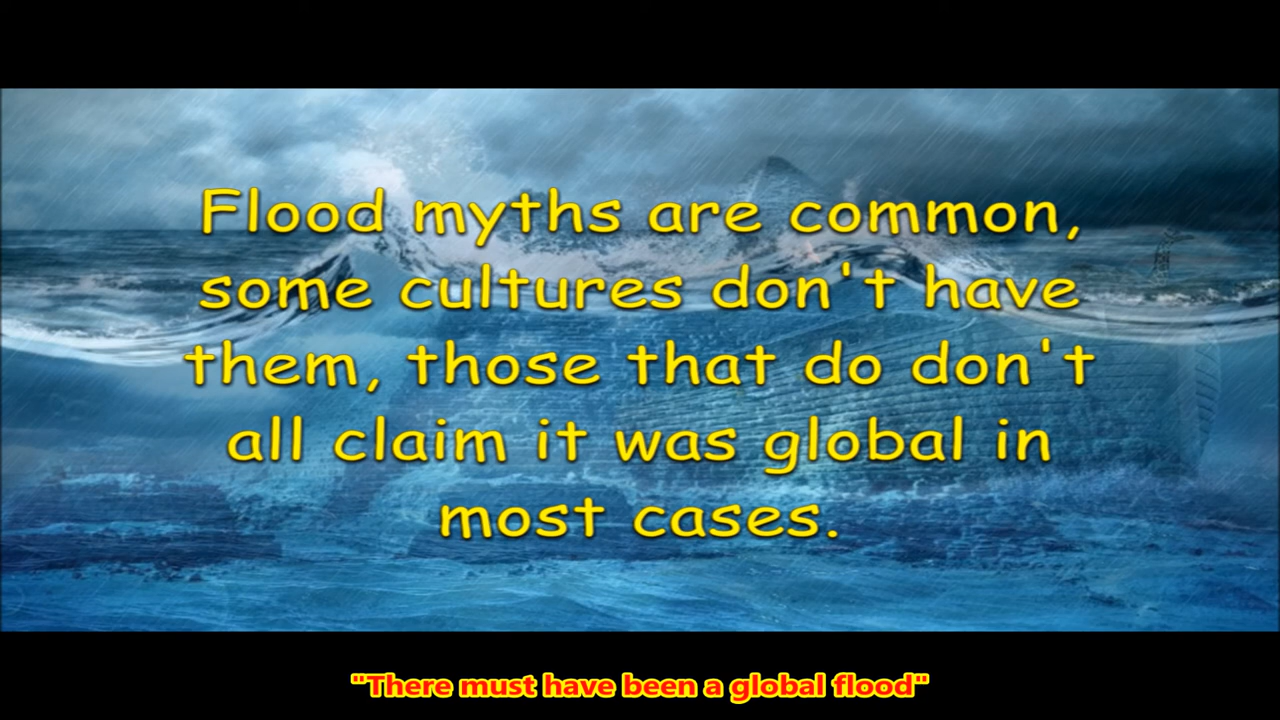 Flood myths are common,
some cultures don't have
them, those that do don't
all claim it was global in
most cases.
"There must have been a global flood"